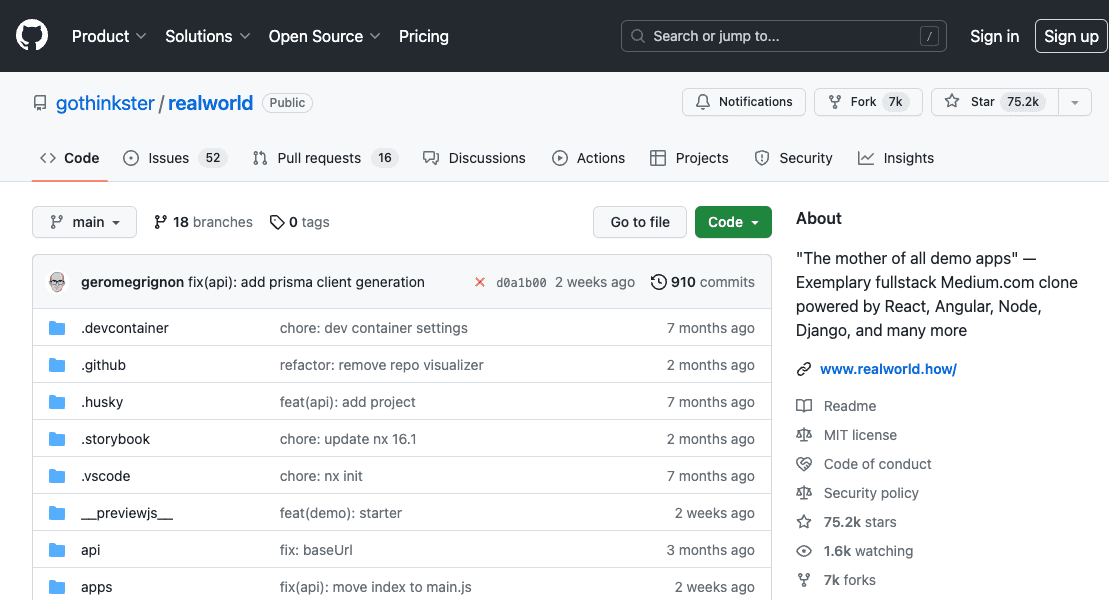 Product Solutions Open Source Pricing Search or jump to... / Sign in Sign up
gothinkster / realworld Public Notifications Fork 7k Star 75.2k
Code Issues 52 Pull requests 16 Discussions Actions Projects Security Insights
main 18 branches 0 tags Go to file Code
geromegrignon fix(api): add prisma client generation d0a1b00 2 weeks ago 910 commits
.devcontainer chore: dev container settings 7 months ago
.github refactor: remove repo visualizer 2 months ago
.husky feat(api): add project 7 months ago
.storybook chore: update nx 16.1 2 months ago
.vscode chore: nx init 7 months ago
__previewjs__ feat(demo): starter 2 weeks ago
api fix: baseUrl 3 months ago
apps fix(api): move index to main.js 2 weeks ago
About
"The mother of all demo apps" —
Exemplary fullstack Medium.com clone
powered by React, Angular, Node,
Django, and many more
www.realworld.how/
Readme
MIT license
Code of conduct
Security policy
75.2k stars
1.6k watching
7k forks